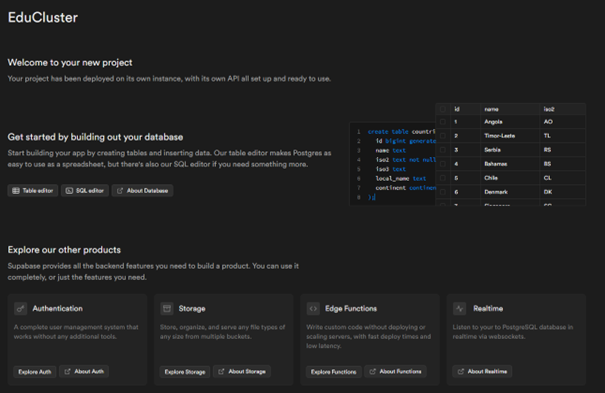 EduCluster
Welcome to your new project
Your project has been deployed on its own instance, with its own API all set up and ready to use.
Get started by building out your database
Start building your app by creating tables and inserting data. Our table editor makes Postgres as
easy to use as a spreadsheet, but there's also our SQL editor if you need something more.
Table editor
SQL editor
About Database
1 create table countri
2 id bigint generate
3 name text
4 iso2 text not null
5 iso3 text
6 local_name text
7 continent contine
8 );
id name iso2
1 Angola AO
2 Timor-Leste TL
3 Serbia RS
4 Bahamas BS
5 Chile CL
6 Denmark DK
Explore our other products
Supabase provides all the backend features you need to build a product. You can use it
completely, or just the features you need.
Authentication
A complete user management system that
works without any additional tools.
Explore Auth
About Auth
Storage
Store, organize, and serve any file types of
any size from multiple buckets.
Explore Storage
About Storage
Edge Functions
Write custom code without deploying or
scaling servers, with fast deploy times and
low latency.
Explore Functions
About Functions
Realtime
Listen to your to PostgreSQL database in
realtime via websockets.
About Realtime